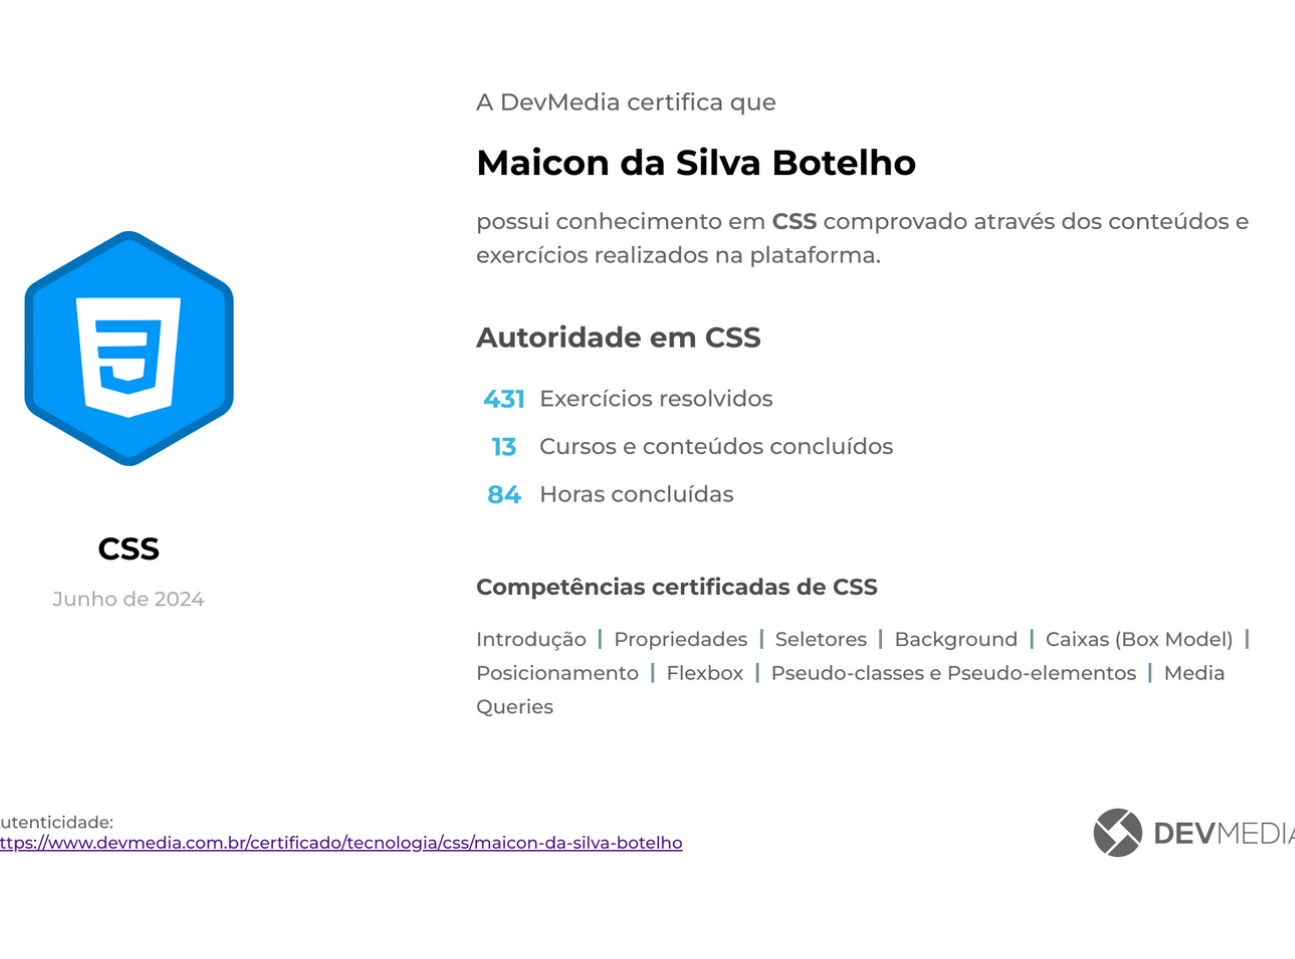 A DevMedia certifica que
Maicon da Silva Botelho
possui conhecimento em CSS comprovado através dos conteúdos e
exercícios realizados na plataforma.
Autoridade em CSS
431 Exercícios resolvidos
13 Cursos e conteúdos concluídos
84 Horas concluídas
CSS
Junho de 2024
Competências certificadas de CSS
Introdução | Propriedades | Seletores | Background | Caixas (Box Model) |
Posicionamento | Flexbox | Pseudo-classes e Pseudo-elementos | Media
Queries
utenticidade:
ttps://www.devmedia.com.br/certificado/tecnologia/css/maicon-da-silva-botelho
DEVMEDIA